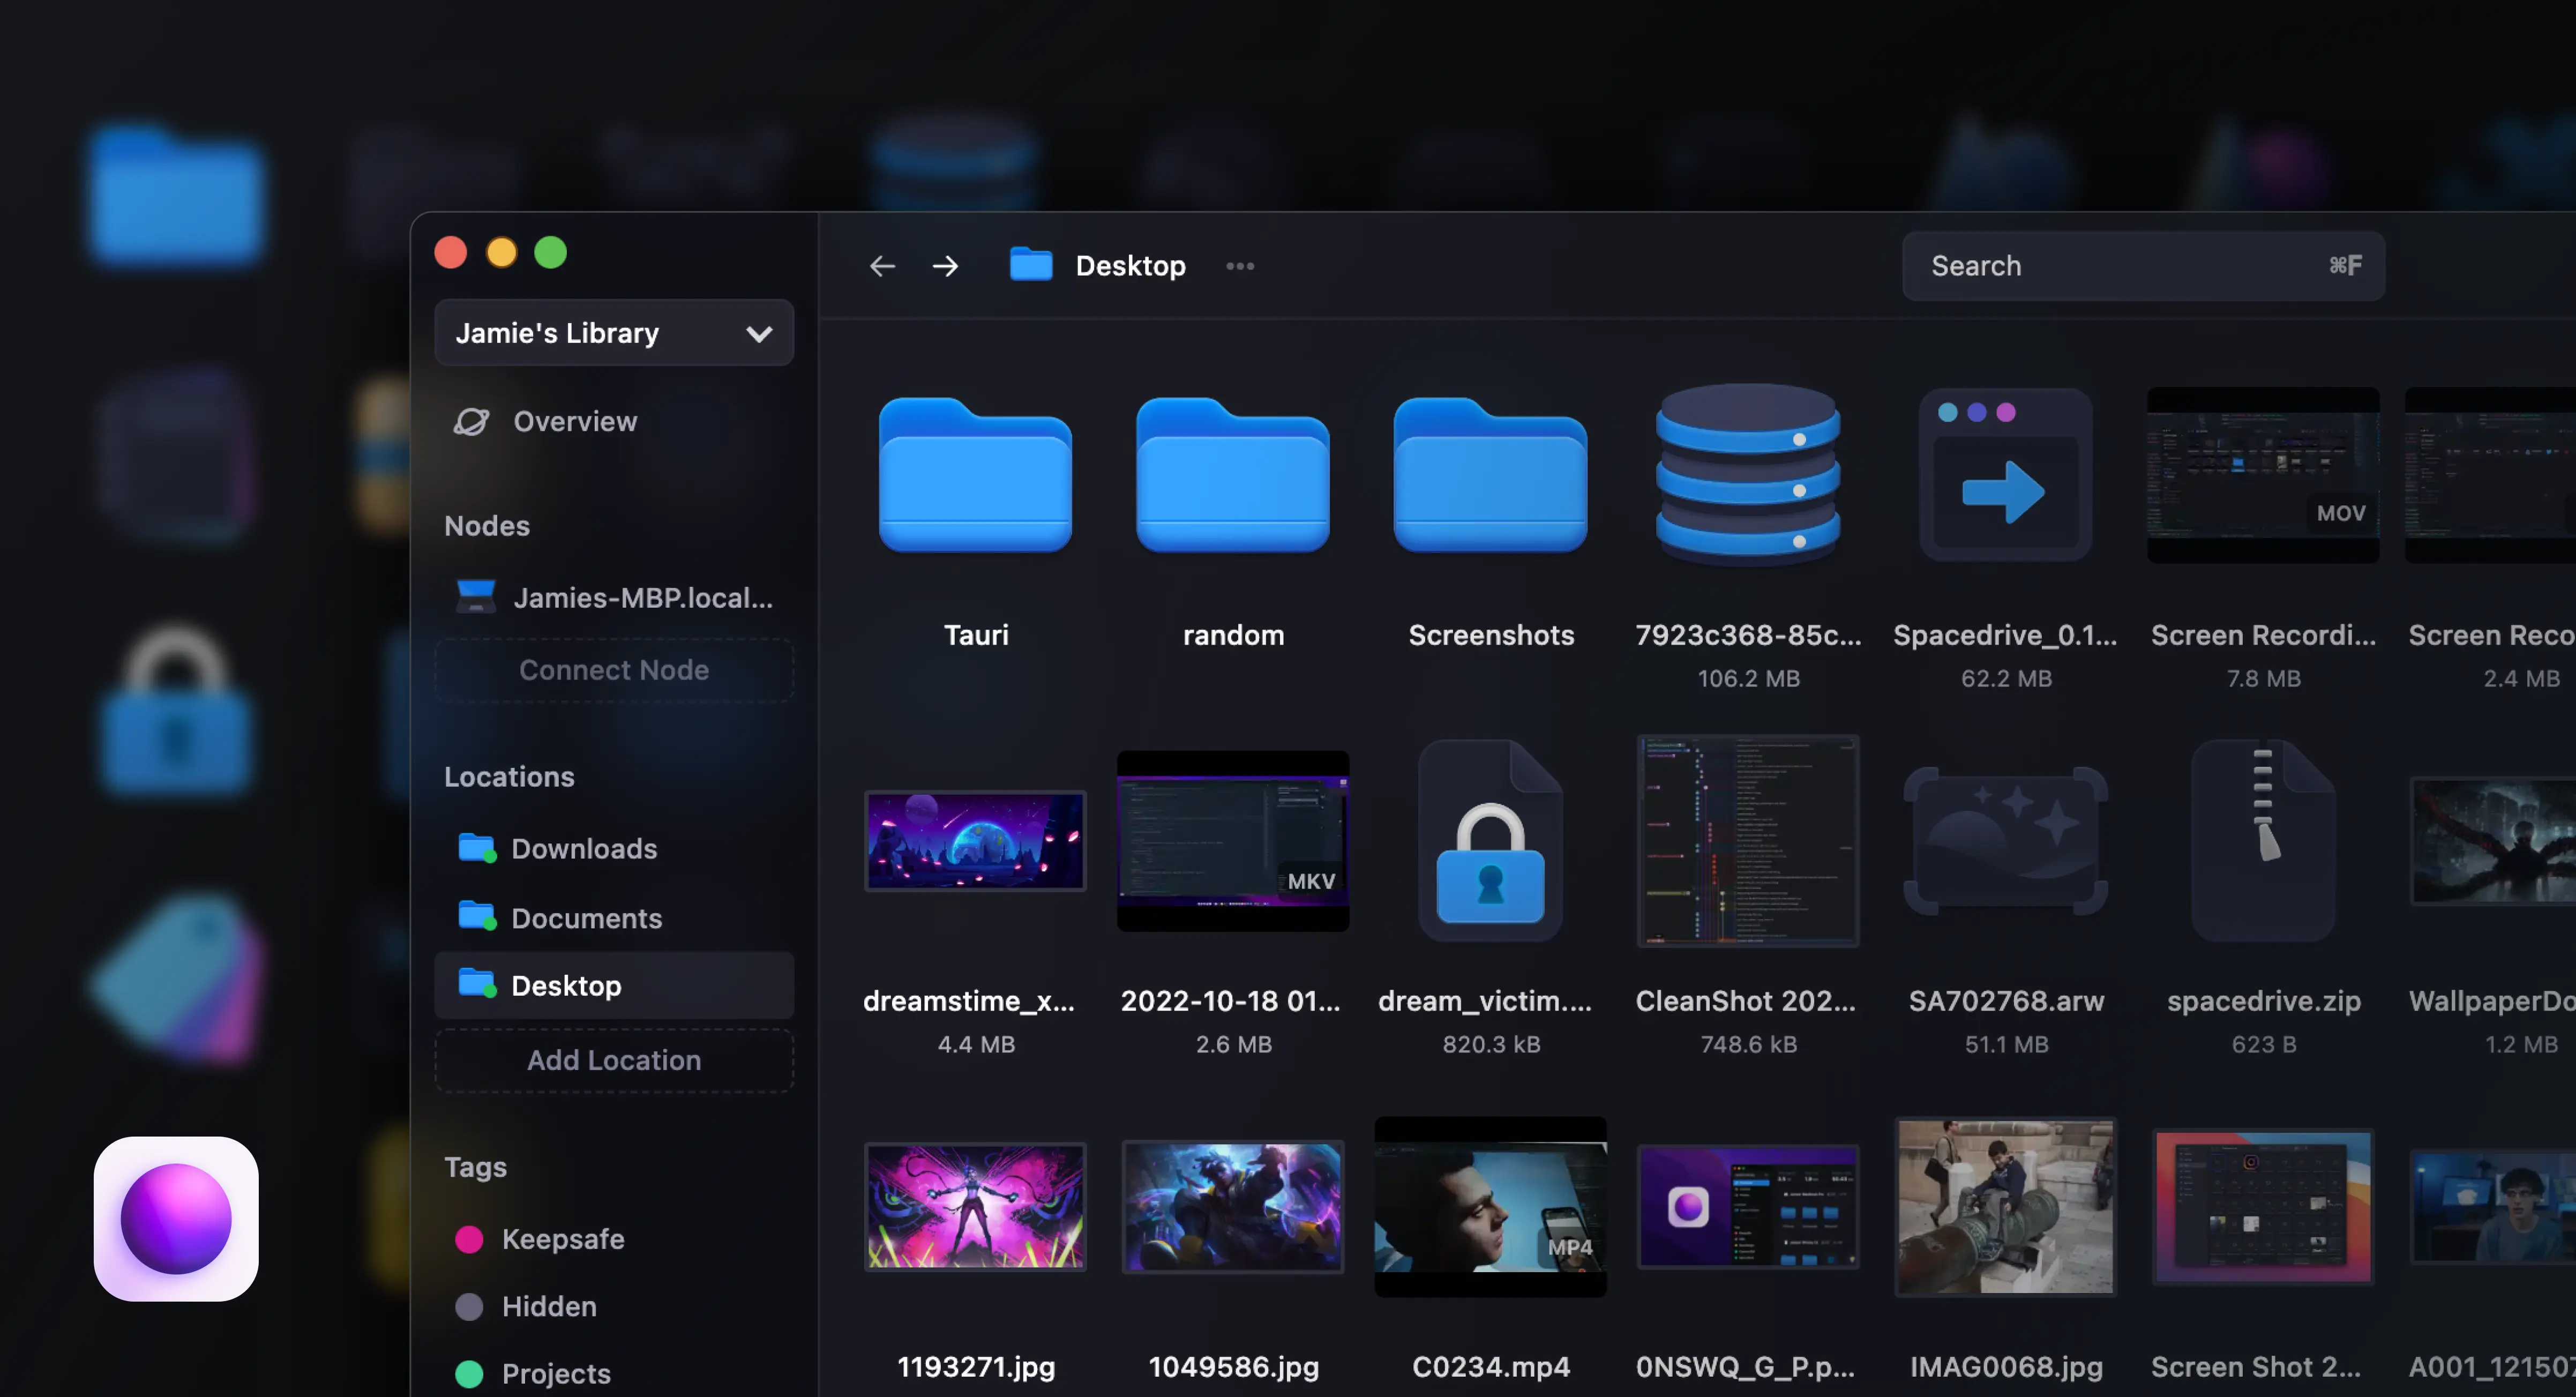 Jamie's Library
Overview
Nodes
Jamies-MBP.local...
Connect Node
Locations
Downloads
Documents
Desktop
Add Location
Tags
Keepsafe
Hidden
Projects
Desktop
Search ⌘F
MOV
Tauri random Screenshots 7923c368-85c... Spacedrive_0.1... Screen Recordi... Screen Reco
106.2 MB 62.2 MB 7.8 MB 2.4 MB
MKV
dreamstime_x... 2022-10-18 01... dream_victim.... CleanShot 202... SA702768.arw spacedrive.zip WallpaperDo
4.4 MB 2.6 MB 820.3 kB 748.6 kB 51.1 MB 623 B 1.2 MB
MP4
1193271.jpg 1049586.jpg C0234.mp4 0NSWQ_G_P.p... IMAG0068.jpg Screen Shot 2... A001_121507